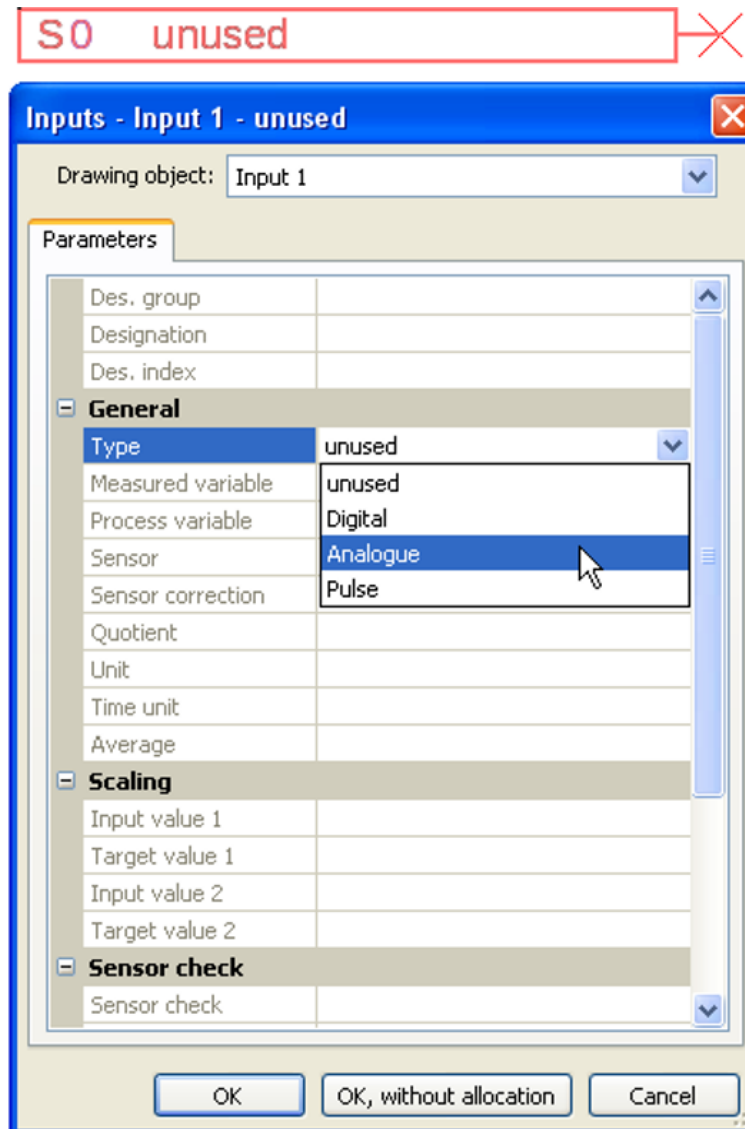 S0 unused
Inputs - Input 1 - unused
Drawing object: Input 1
Parameters
Des. group
Designation
Des. index
General
Type unused
Measured variable unused
Process variable Digital
Sensor Analogue
Sensor correction Pulse
Quotient
Unit
Time unit
Average
Scaling
Input value 1
Target value 1
Input value 2
Target value 2
Sensor check
Sensor check
OK OK, without allocation Cancel